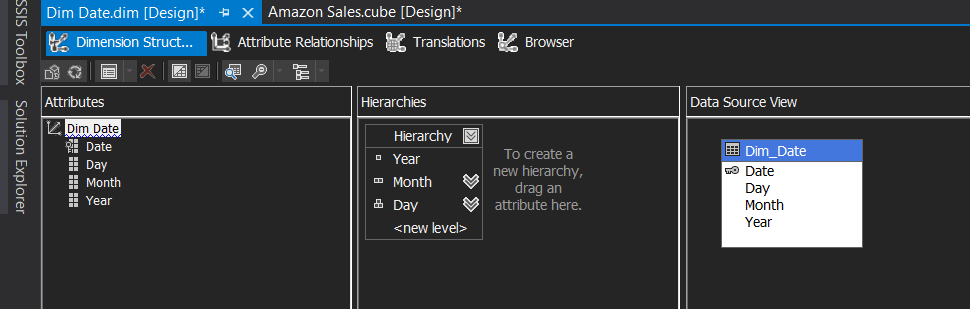 SSIS Toolbox
Solution Explorer
Dim Date.dim [Design]*
Amazon Sales.cube [Design]*
Dimension Struct...
Attribute Relationships
Translations
Browser
Attributes
Dim Date
Date
Day
Month
Year
Hierarchies
Hierarchy
Year
Month
Day
<new level>
To create a
new hierarchy,
drag an
attribute here.
Data Source View
Dim_Date
Date
Day
Month
Year